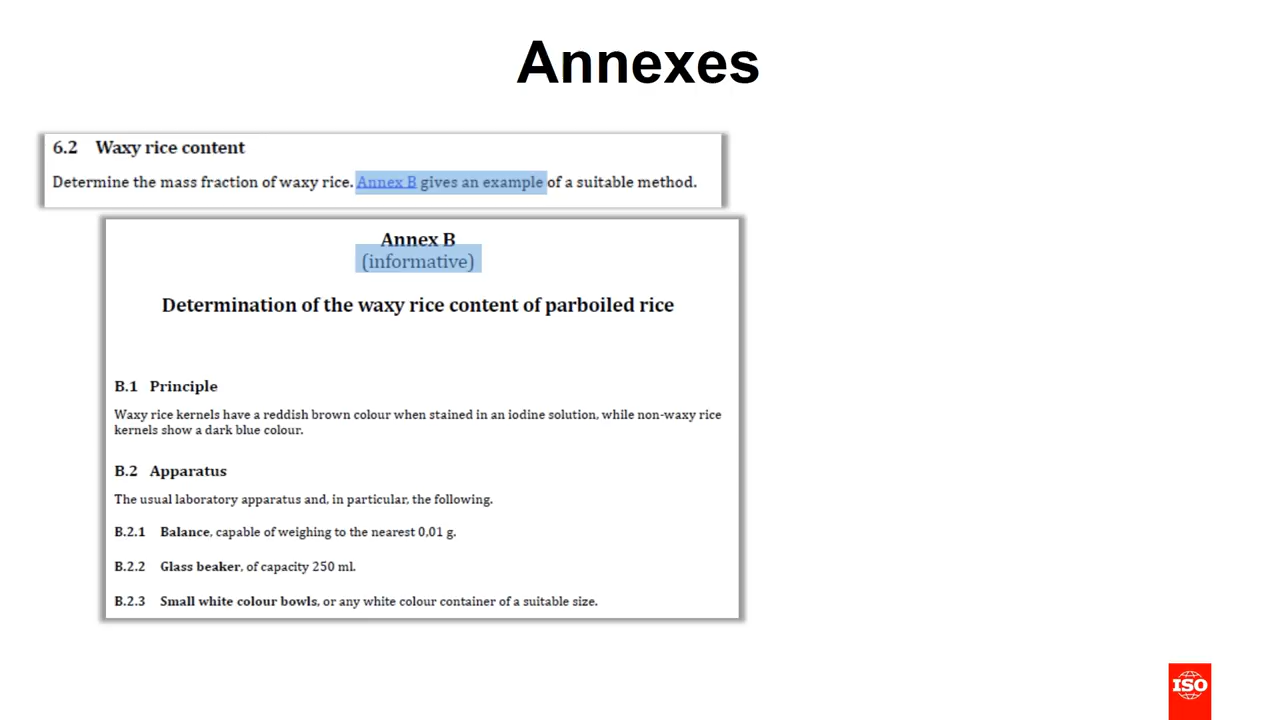 Annexes
6.2 Waxy rice content
Determine the mass fraction of waxy rice. Annex B gives an example of a suitable method.
Annex B
(informative)
Determination of the waxy rice content of parboiled rice
B.1 Principle
Waxy rice kernels have a reddish brown colour when stained in an iodine solution, while non-waxy rice
kernels show a dark blue colour.
B.2 Apparatus
The usual laboratory apparatus and, in particular, the following.
B.2.1 Balance, capable of weighing to the nearest 0,01 g.
B.2.2 Glass beaker, of capacity 250 ml.
B.2.3 Small white colour bowls, or any white colour container of a suitable size.
ISO